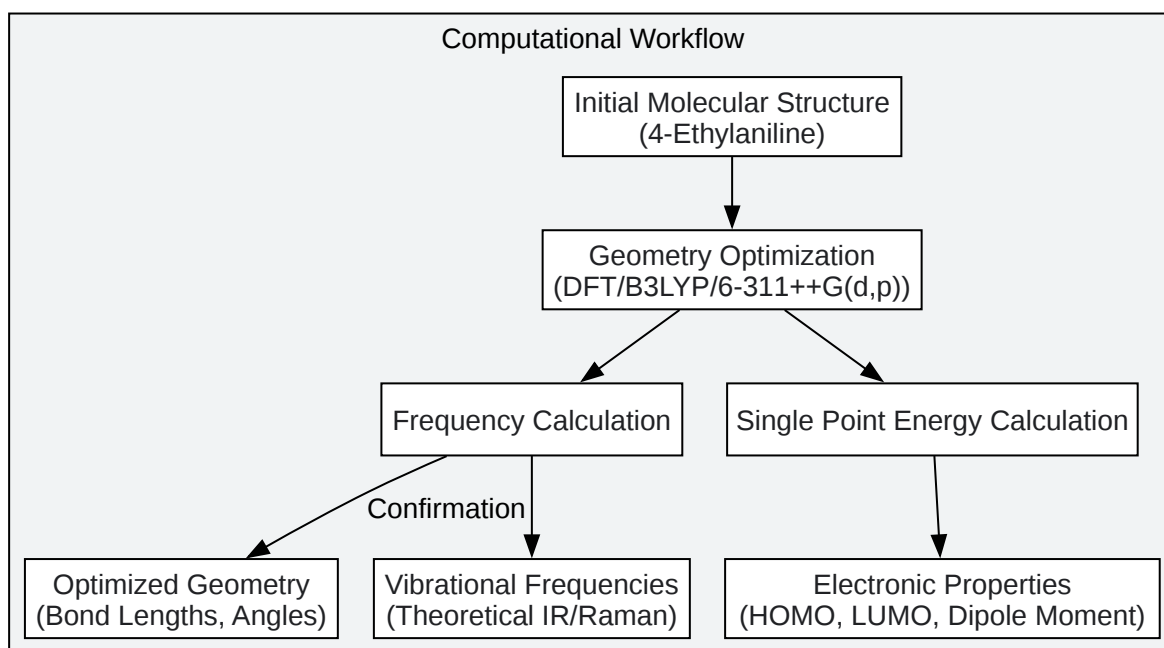 Computational Workflow
Initial Molecular Structure
(4-Ethylaniline)
Geometry Optimization
(DFT/B3LYP/6-311++G(d,p))
Frequency Calculation
Single Point Energy Calculation
Confirmation
Optimized Geometry
(Bond Lengths, Angles)
Vibrational Frequencies
(Theoretical IR/Raman)
Electronic Properties
(HOMO, LUMO, Dipole Moment)